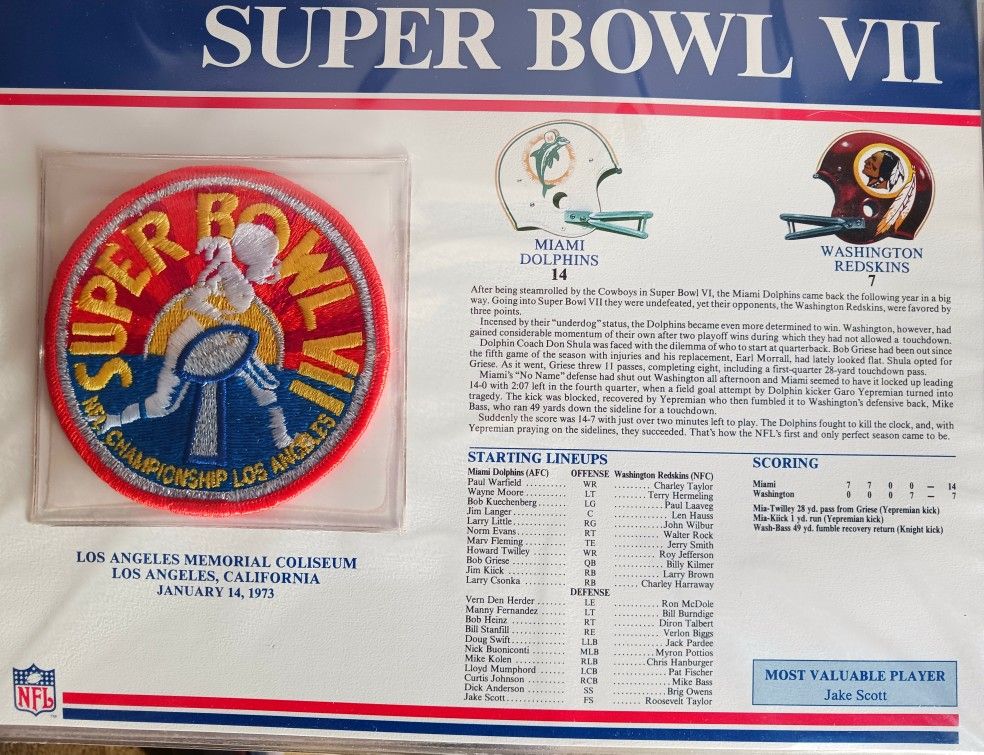 SUPER BOWL VII
SUPER BOWL VII
NFL CHAMPIONSHIP LOS ANGELES
LOS ANGELES MEMORIAL COLISEUM
LOS ANGELES, CALIFORNIA
JANUARY 14, 1973
MIAMI
DOLPHINS
14
WASHINGTON
REDSKINS
7
After being steamrolled by the Cowboys in Super Bowl VI, the Miami Dolphins came back the following year in a big
way. Going into Super Bowl VII they were undefeated, yet their opponents, the Washington Redskins, were favored by
three points.
Incensed by their "underdog" status, the Dolphins became even more determined to win. Washington, however, had
gained considerable momentum of their own after two playoff wins during which they had not allowed a touchdown.
Dolphin Coach Don Shula was faced with the dilemma of who to start at quarterback. Bob Griese had been out since
the fifth game of the season with injuries and his replacement, Earl Morrall, had lately looked flat. Shula opted for
Griese. As it went, Griese threw 11 passes, completing eight, including a first-quarter 28-yard touchdown pass.
Miami's "No Name" defense had shut out Washington all afternoon and Miami seemed to have it locked up leading
14-0 with 2:07 left in the fourth quarter, when a field goal attempt by Dolphin kicker Garo Yepremian turned into
tragedy. The kick was blocked, recovered by Yepremian who then fumbled it to Washington's defensive back, Mike
Bass, who ran 49 yards down the sideline for a touchdown.
Suddenly the score was 14-7 with just over two minutes left to play. The Dolphins fought to kill the clock, and, with
Yepremian praying on the sidelines, they succeeded. That's how the NFL's first and only perfect season came to be.
STARTING LINEUPS
Miami Dolphins (AFC) OFFENSE Washington Redskins (NFC)
Paul Warfield .......... WR .......... Charley Taylor
Wayne Moore .......... LT .......... Terry Hermeling
Bob Kuechenberg ....... LG .......... Paul Laaveg
Jim Langer .......... C .......... Len Hauss
Larry Little .......... RG .......... John Wilbur
Norm Evans .......... RT .......... Walter Rock
Marv Fleming .......... TE .......... Jerry Smith
Howard Twilley ........ WR .......... Roy Jefferson
Bob Griese .......... QB .......... Billy Kilmer
Jim Kiick .......... RB .......... Larry Brown
Larry Csonka .......... RB .......... Charley Harraway
DEFENSE
Vern Den Herder ....... LE .......... Ron McDole
Manny Fernandez ....... LT .......... Bill Burndige
Bob Heinz .......... RT .......... Diron Talbert
Bill Stanfill .......... RE .......... Verlon Biggs
Doug Swift .......... LLB .......... Jack Pardee
Nick Buoniconti ....... MLB .......... Myron Pottios
Mike Kolen .......... RLB .......... Chris Hanburger
Lloyd Mumphord ....... LCB .......... Pat Fischer
Curtis Johnson ........ RCB .......... Mike Bass
Dick Anderson ........ SS .......... Brig Owens
Jake Scott .......... FS ....... Roosevelt Taylor
SCORING
Miami 7 7 0 0 — 14
Washington 0 0 0 7 — 7
Mia-Twilley 28 yd. pass from Griese (Yepremian kick)
Mia-Kiick 1 yd. run (Yepremian kick)
Wash-Bass 49 yd. fumble recovery return (Knight kick)
MOST VALUABLE PLAYER
Jake Scott
NFL
TM